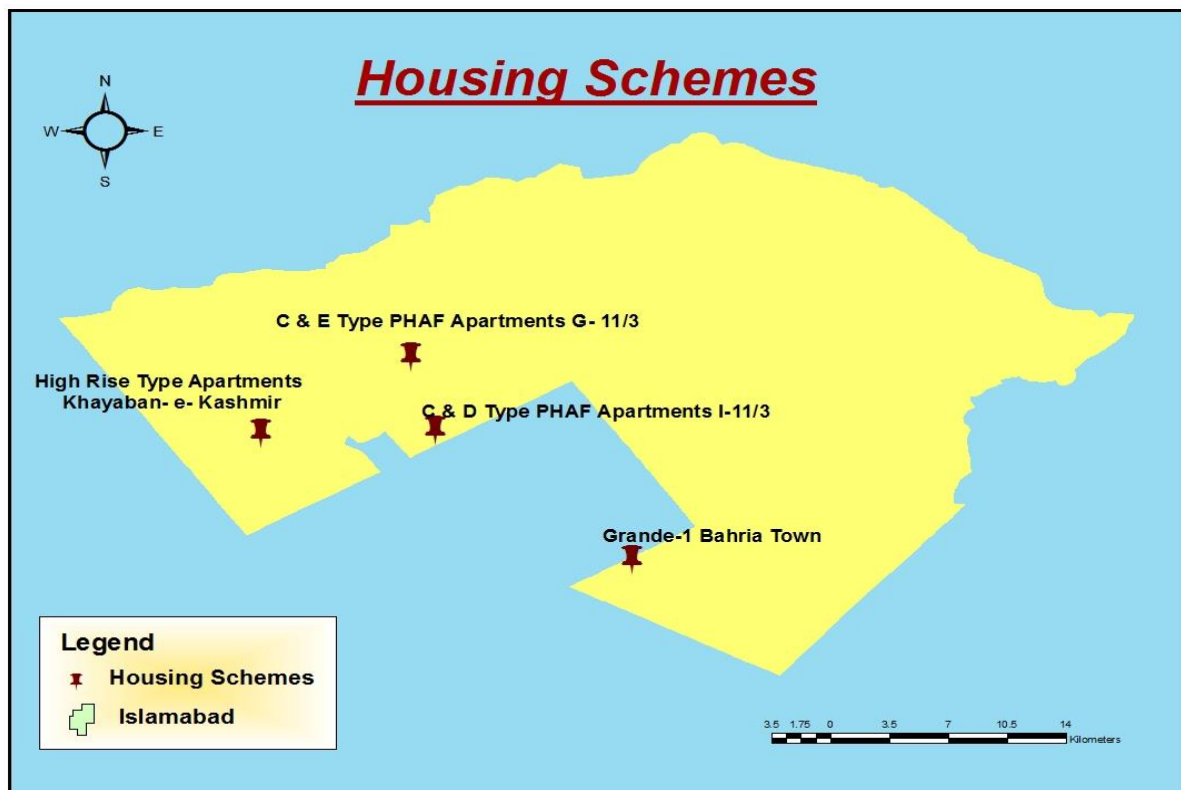 Housing Schemes
N
W E
S
C & E Type PHAF Apartments G- 11/3
High Rise Type Apartments
Khayaban- e- Kashmir
C & D Type PHAF Apartments I-11/3
Grande-1 Bahria Town
Legend
Housing Schemes
Islamabad
3.5 1.75 0 3.5 7 10.5 14
Kilometers